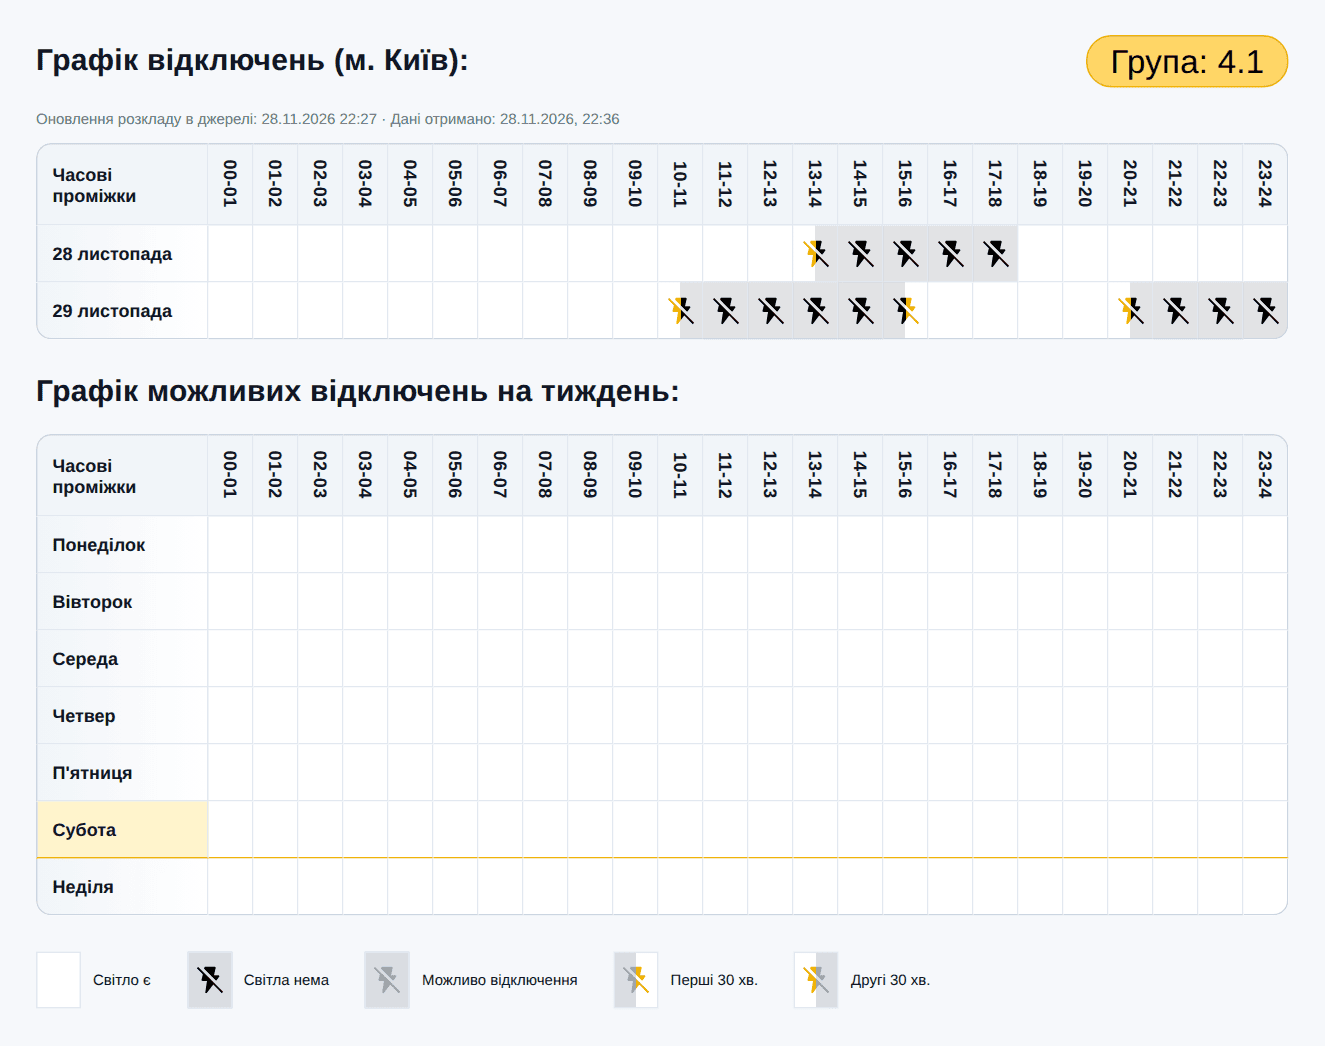 Графік відключень (м. Київ):
Група: 4.1
Оновлення розкладу в джерелі: 28.11.2026 22:27 · Дані отримано: 28.11.2026, 22:36
Часові
проміжки
00-01
01-02
02-03
03-04
04-05
05-06
06-07
07-08
08-09
09-10
10-11
11-12
12-13
13-14
14-15
15-16
16-17
17-18
18-19
19-20
20-21
21-22
22-23
23-24
28 листопада
29 листопада
Графік можливих відключень на тиждень:
Часові
проміжки
00-01
01-02
02-03
03-04
04-05
05-06
06-07
07-08
08-09
09-10
10-11
11-12
12-13
13-14
14-15
15-16
16-17
17-18
18-19
19-20
20-21
21-22
22-23
23-24
Понеділок
Вівторок
Середа
Четвер
П'ятниця
Субота
Неділя
Світло є
Світла нема
Можливо відключення
Перші 30 хв.
Другі 30 хв.